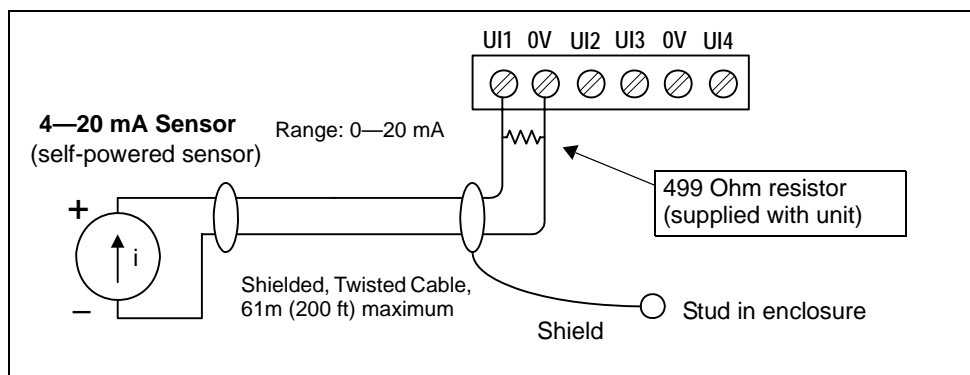 UI1 0V UI2 UI3 0V UI4
4—20 mA Sensor
(self-powered sensor)
Range: 0—20 mA
499 Ohm resistor
(supplied with unit)
+
i
–
Shielded, Twisted Cable,
61m (200 ft) maximum
Shield
Stud in enclosure